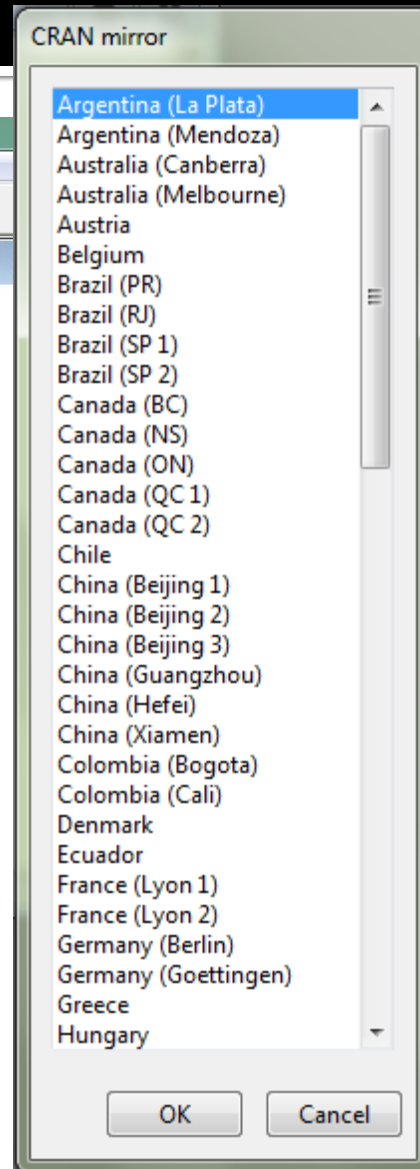 CRAN mirror
Argentina (La Plata)
Argentina (Mendoza)
Australia (Canberra)
Australia (Melbourne)
Austria
Belgium
Brazil (PR)
Brazil (RJ)
Brazil (SP 1)
Brazil (SP 2)
Canada (BC)
Canada (NS)
Canada (ON)
Canada (QC 1)
Canada (QC 2)
Chile
China (Beijing 1)
China (Beijing 2)
China (Beijing 3)
China (Guangzhou)
China (Hefei)
China (Xiamen)
Colombia (Bogota)
Colombia (Cali)
Denmark
Ecuador
France (Lyon 1)
France (Lyon 2)
Germany (Berlin)
Germany (Goettingen)
Greece
Hungary
OK Cancel